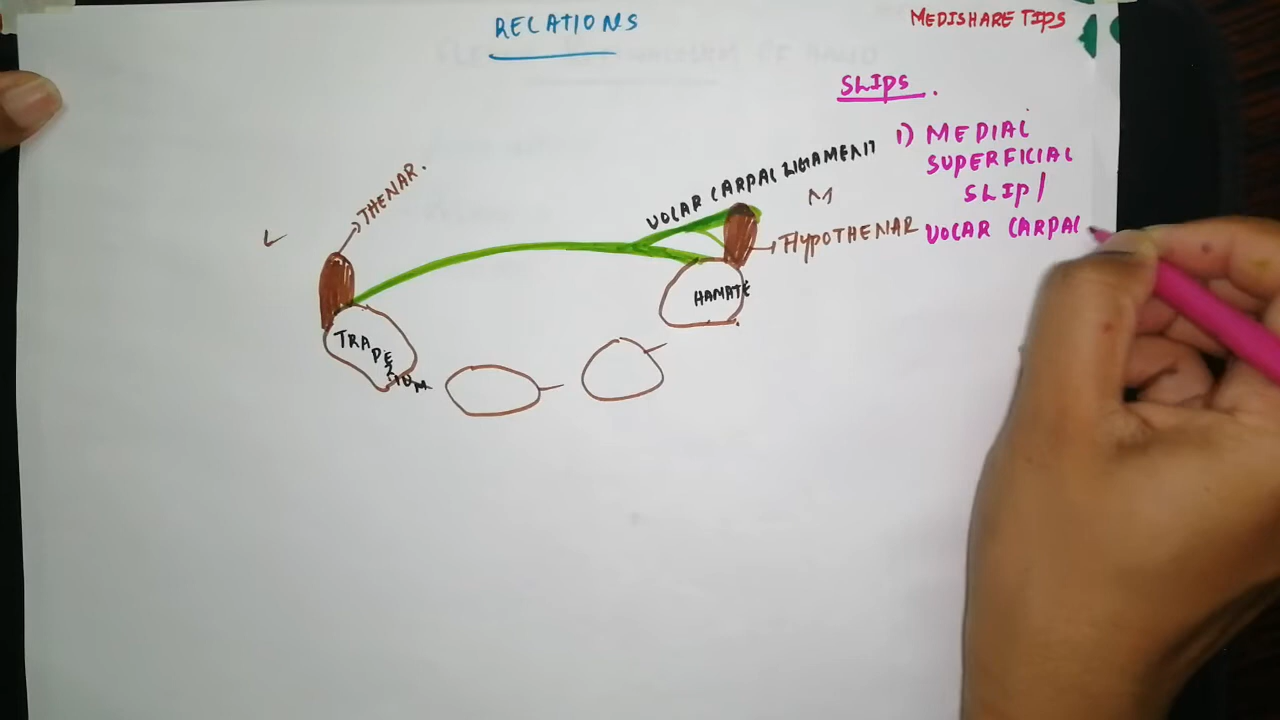 RELATIONS
MEDISHARE TIPS
SLIPS.
1) MEDIAL
SUPERFICIAL
SLIP/
VOLAR CARPAL
VOLAR CARPAL LIGAMENT
THENAR.
M
L
HYPOTHENAR
HAMATE
TRAPEZIUM